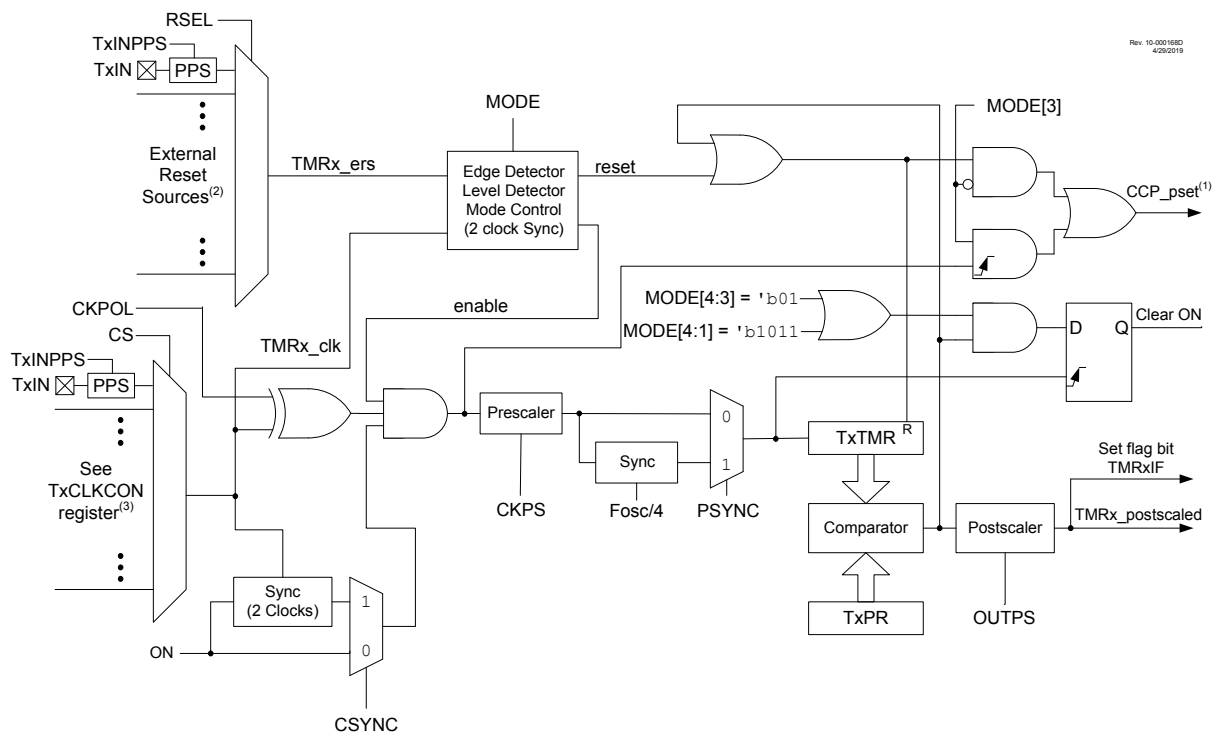 RSEL
Rev. 10-000168D
4/29/2019
TxINPPS
TxIN
PPS
MODE
MODE[3]
External
Reset
Sources(2)
TMRx_ers
Edge Detector
Level Detector
Mode Control
(2 clock Sync)
reset
CCP_pset(1)
CKPOL
enable
MODE[4:3] = 'b01
MODE[4:1] = 'b1011
D
Q
Clear ON
CS
TMRx_clk
TxINPPS
TxIN
PPS
Prescaler
0
1
TxTMR
R
Sync
See
TxCLKCON
register(3)
CKPS
Fosc/4
PSYNC
Set flag bit
TMRxIF
TMRx_postscaled
Comparator
Postscaler
Sync
(2 Clocks)
1
0
TxPR
OUTPS
ON
CSYNC